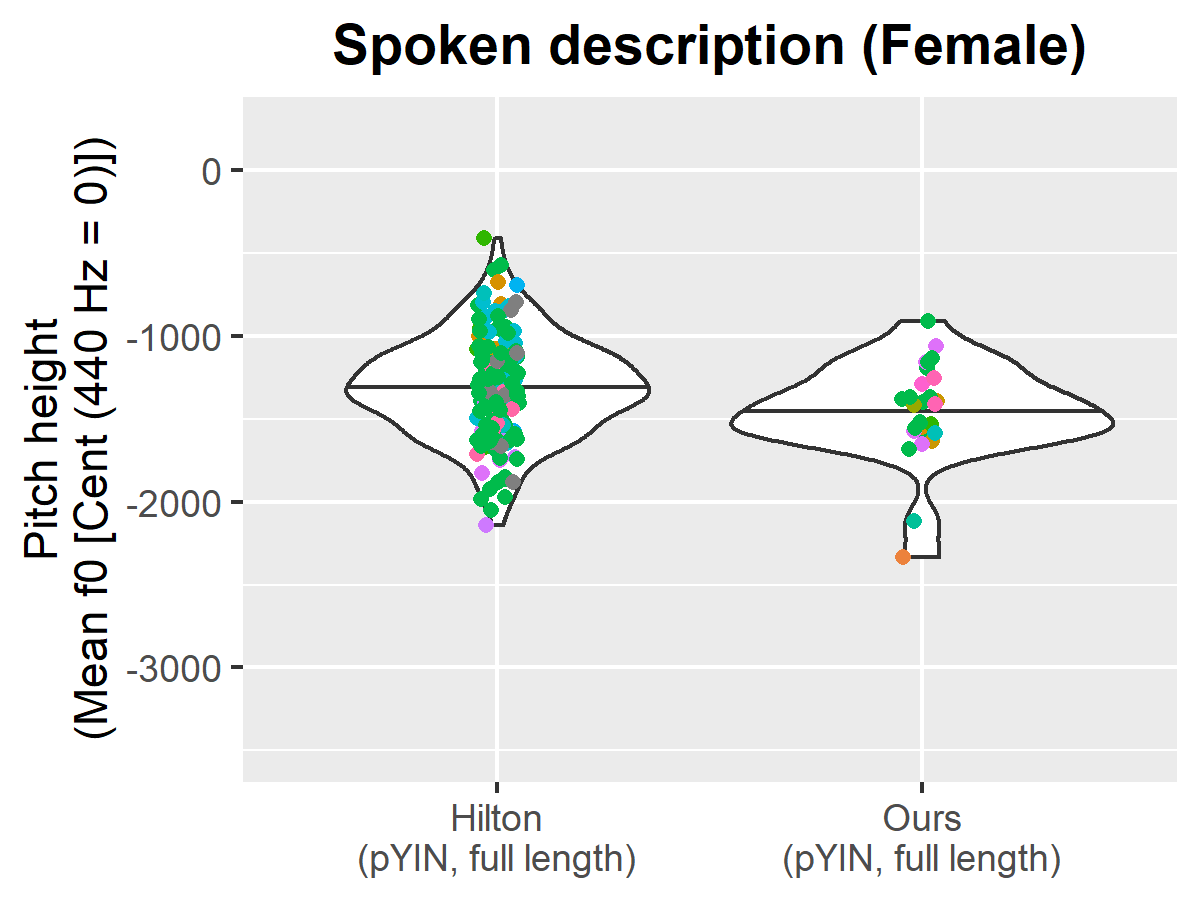 Spoken description (Female)
Pitch height
(Mean f0 [Cent (440 Hz = 0)])
0
-1000
-2000
-3000
Hilton
(pYIN, full length)
Ours
(pYIN, full length)